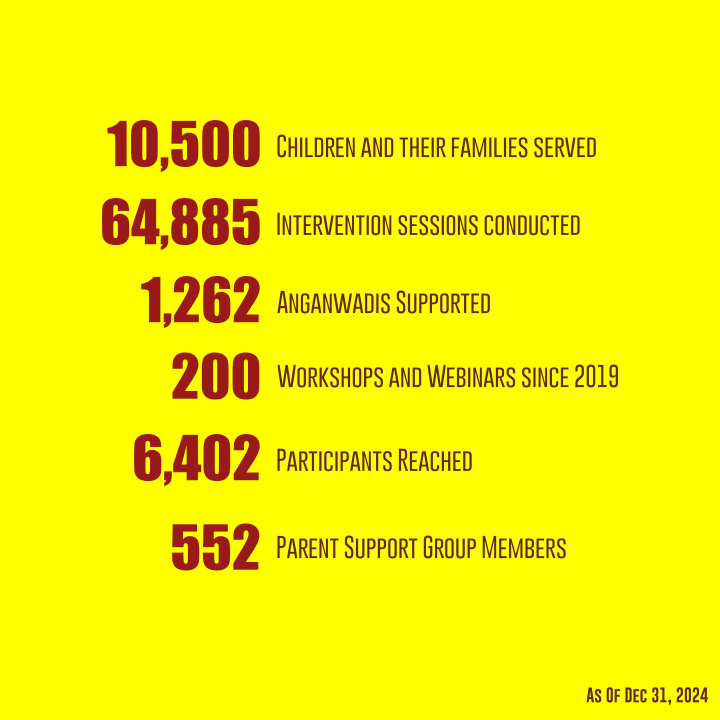 10,500 Children and their families served
64,885 Intervention sessions conducted
1,262 Anganwadis Supported
200 Workshops and Webinars since 2019
6,402 Participants Reached
552 Parent Support Group Members
As Of Dec 31, 2024